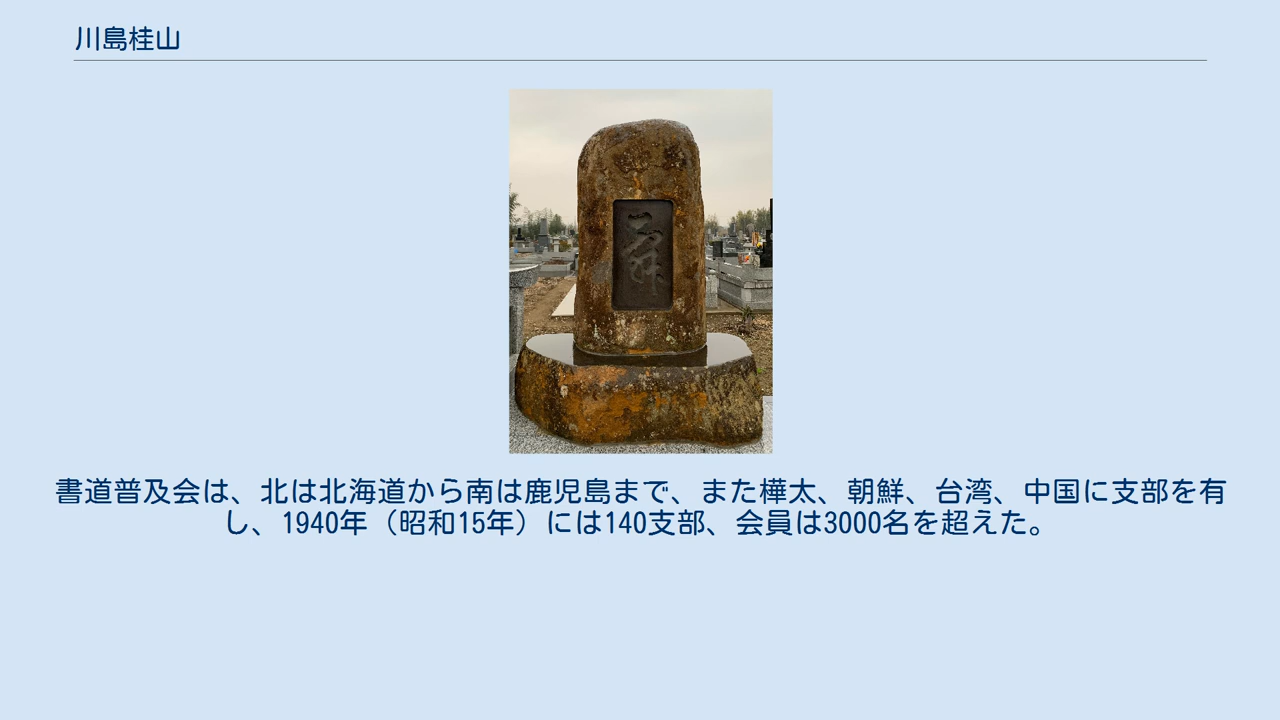 川島桂山
書道普及会は、北は北海道から南は鹿児島まで、また樺太、朝鮮、台湾、中国に支部を有
し、1940年（昭和15年）には140支部、会員は3000名を超えた。